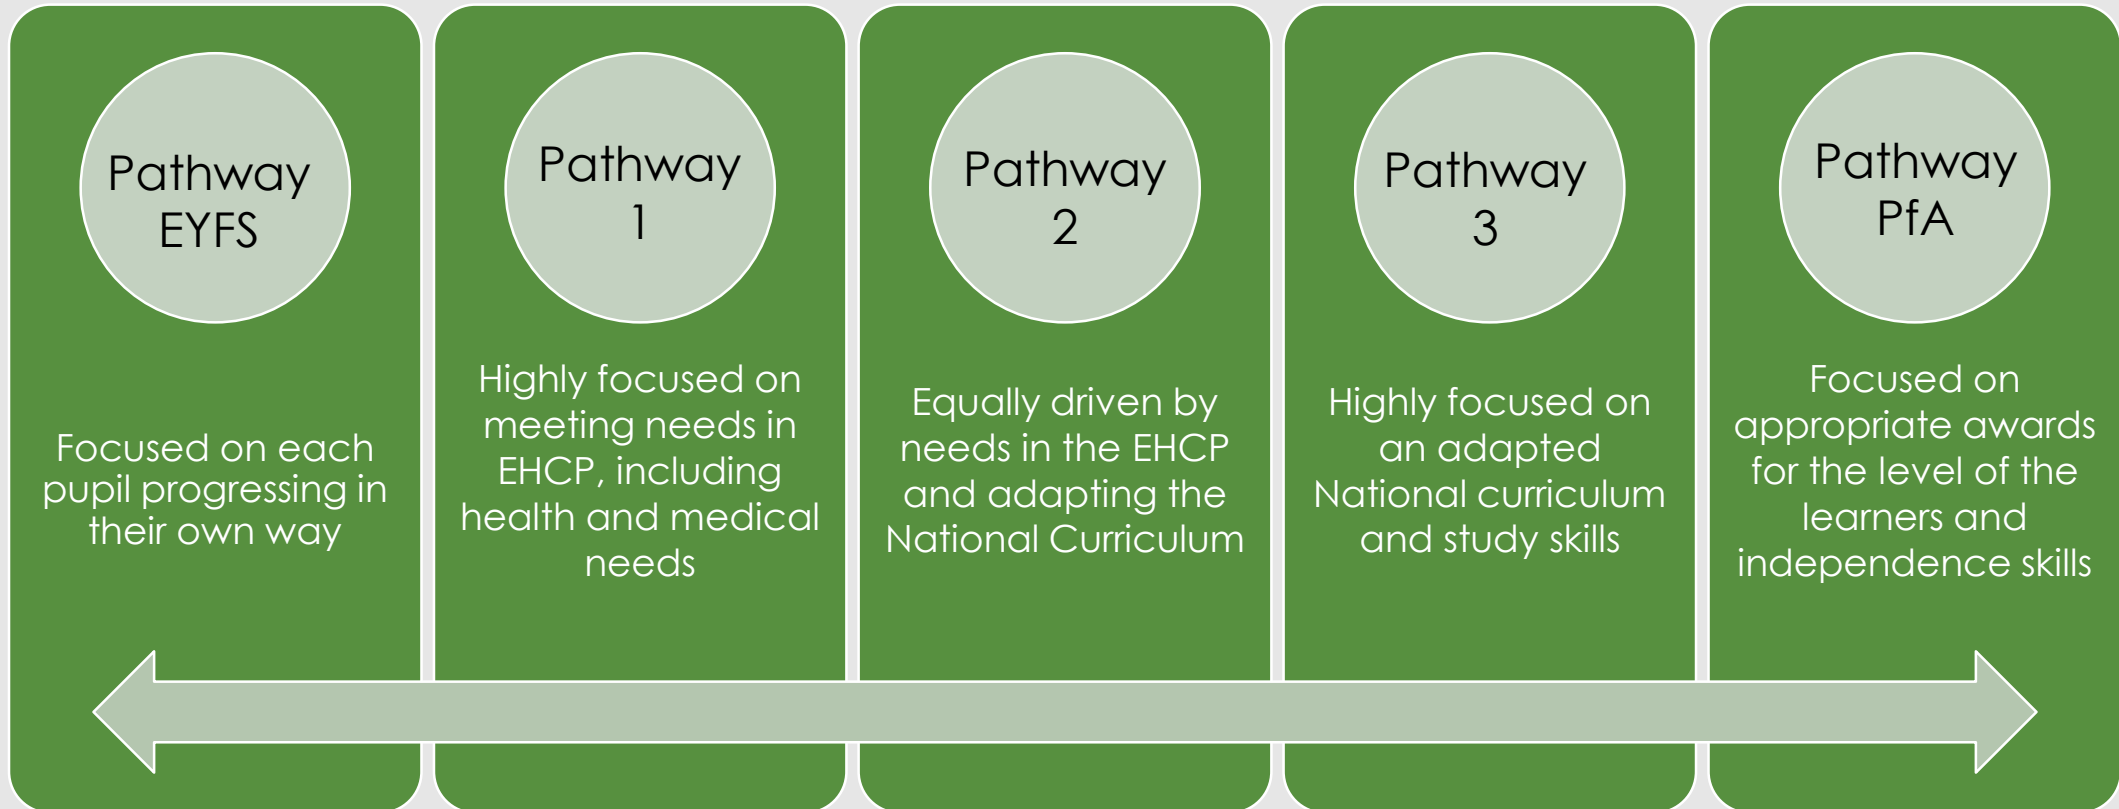 Pathway
EYFS
Focused on each
pupil progressing in
their own way
Pathway
1
Highly focused on
meeting needs in
EHCP, including
health and medical
needs
Pathway
2
Equally driven by
needs in the EHCP
and adapting the
National Curriculum
Pathway
3
Highly focused on
an adapted
National curriculum
and study skills
Pathway
PfA
Focused on
appropriate awards
for the level of the
learners and
independence skills